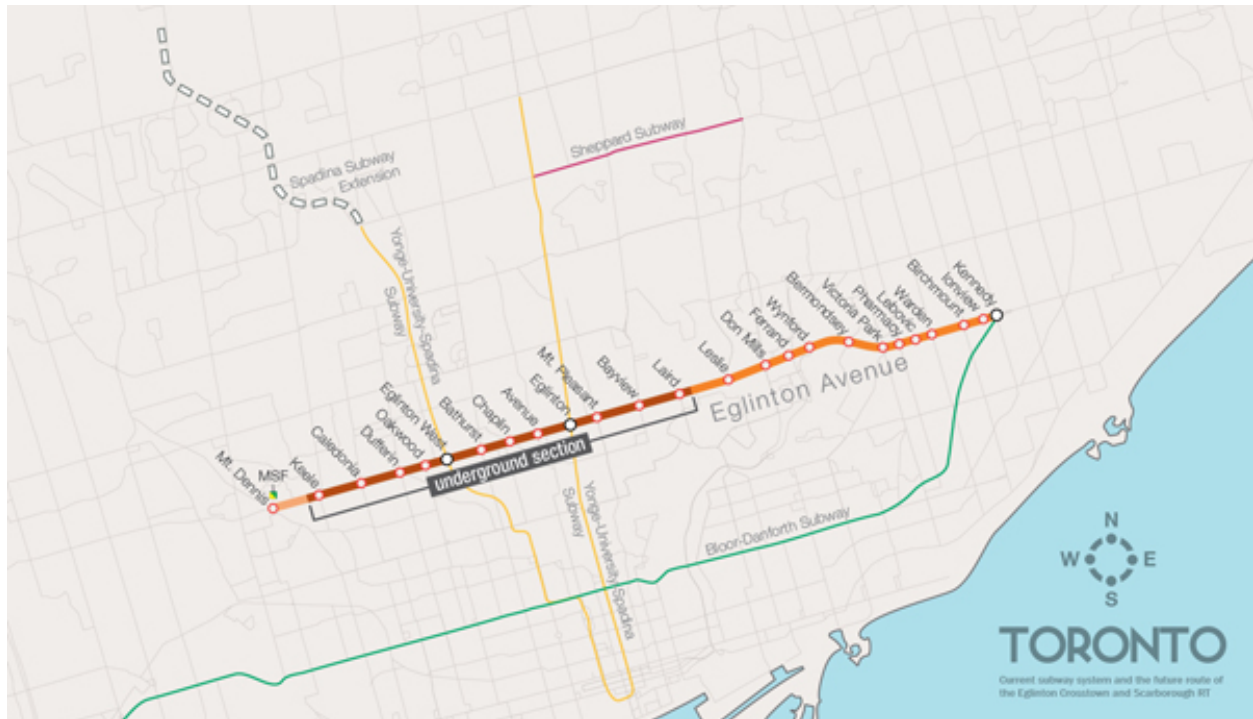 Sheppard Subway
Spadina Subway
Extension
Yonge-University-Spadina
Subway
Mt. Dennis
MSF
Keele
Caledonia
Dufferin
Oakwood
Eglinton West
Bathurst
Chaplin
Avenue
Eglinton
Mt. Pleasant
Bayview
Laird
Leslie
Don Mills
Ferrand
Wynford
Bermondsey
Victoria Park
Pharmacy
Lebovic
Warden
Birchmount
Ionview
Kennedy
Eglinton Avenue
underground section
Yonge-University-Spadina
Subway
Bloor-Danforth Subway
N
W E
S
TORONTO
Current subway system and the future route of
the Eglinton Crosstown and Scarborough RT